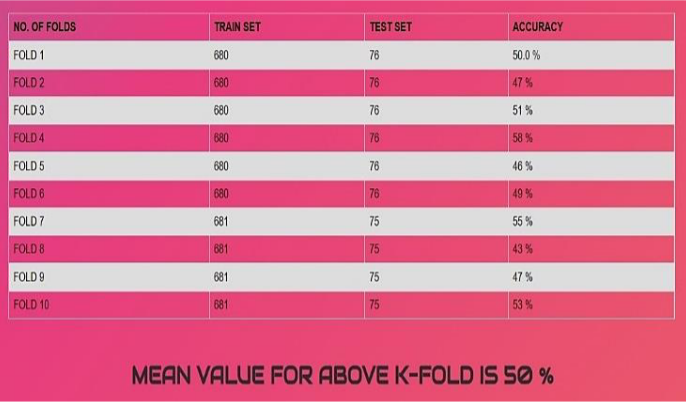 NO. OF FOLDS TRAIN SET TEST SET ACCURACY
FOLD 1 680 76 50.0 %
FOLD 2 680 76 47 %
FOLD 3 680 76 51 %
FOLD 4 680 76 58 %
FOLD 5 680 76 46 %
FOLD 6 680 76 49 %
FOLD 7 681 75 55 %
FOLD 8 681 75 43 %
FOLD 9 681 75 47 %
FOLD 10 681 75 53 %
MEAN VALUE FOR ABOVE K-FOLD IS 50 %